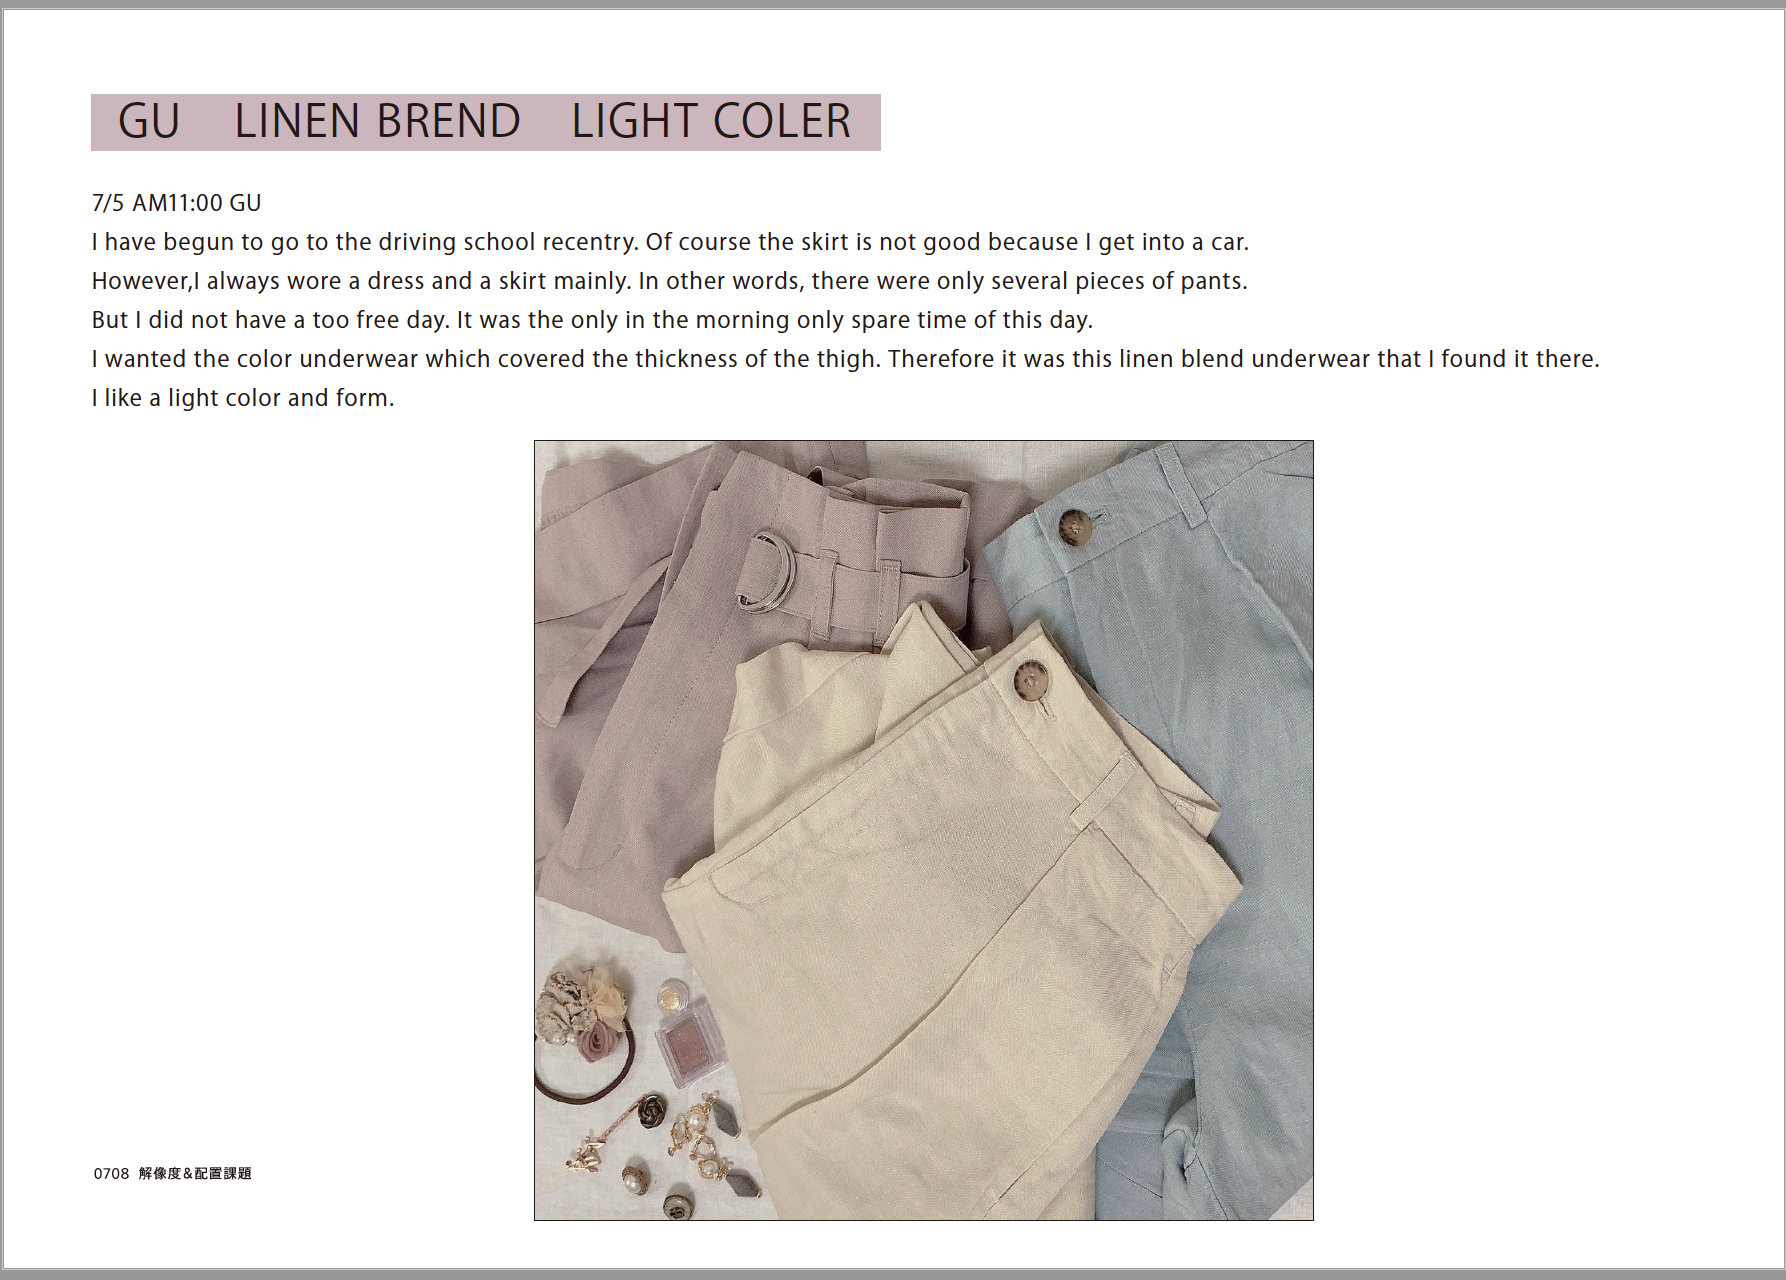 GU LINEN BREND LIGHT COLER
7/5 AM11:00 GU
I have begun to go to the driving school recentry. Of course the skirt is not good because I get into a car.
However,I always wore a dress and a skirt mainly. In other words, there were only several pieces of pants.
But I did not have a too free day. It was the only in the morning only spare time of this day.
I wanted the color underwear which covered the thickness of the thigh. Therefore it was this linen blend underwear that I found it there.
I like a light color and form.
0708 解像度&配置課題